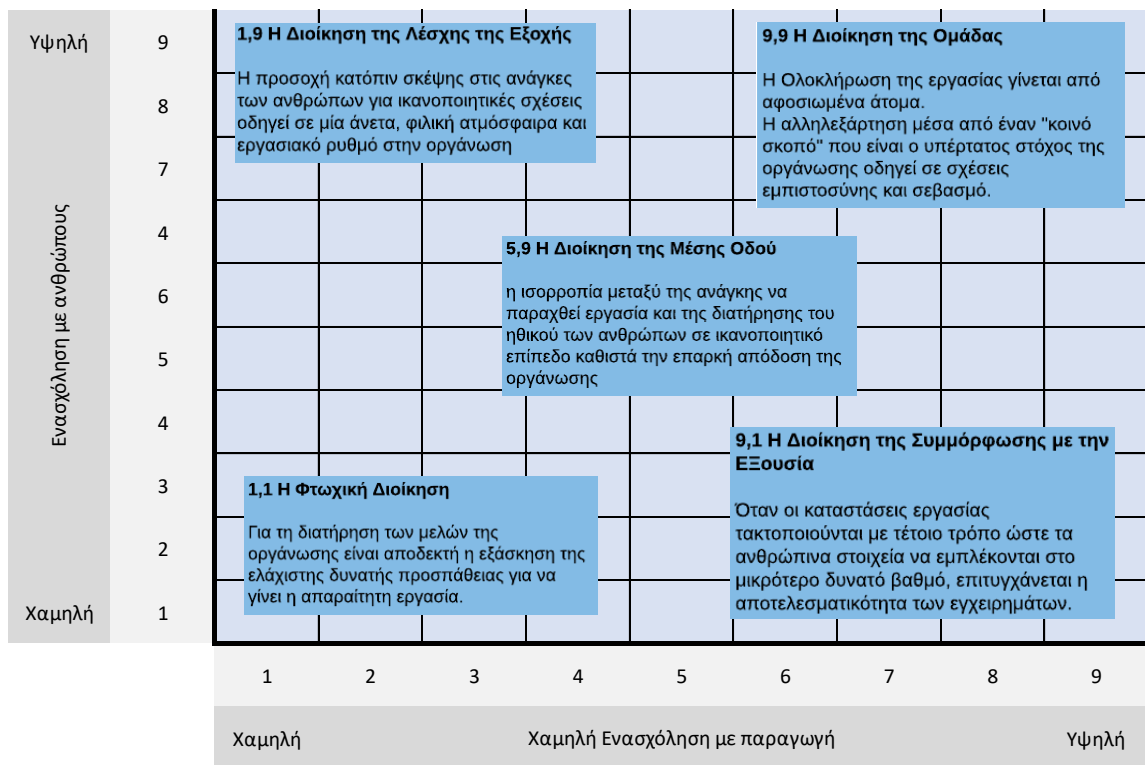 Υψηλή
9
8
7
4
6
5
4
3
2
Χαμηλή
1
Ενασχόληση με ανθρώπους
1,9 Η Διοίκηση της Λέσχης της Εξοχής
Η προσοχή κατόπιν σκέψης στις ανάγκες
των ανθρώπων για ικανοποιητικές σχέσεις
οδηγεί σε μία άνετα, φιλική ατμόσφαιρα και
εργασιακό ρυθμό στην οργάνωση
9,9 Η Διοίκηση της Ομάδας
Η Ολοκλήρωση της εργασίας γίνεται από
αφοσιωμένα άτομα.
Η αλληλεξάρτηση μέσα από έναν "κοινό
σκοπό" που είναι ο υπέρτατος στόχος της
οργάνωσης οδηγεί σε σχέσεις
εμπιστοσύνης και σεβασμό.
5,9 Η Διοίκηση της Μέσης Οδού
η ισορροπία μεταξύ της ανάγκης να
παραχθεί εργασία και της διατήρησης του
ηθικού των ανθρώπων σε ικανοποιητικό
επίπεδο καθιστά την επαρκή απόδοση της
οργάνωσης
1,1 Η Φτωχική Διοίκηση
Για τη διατήρηση των μελών της
οργάνωσης είναι αποδεκτή η εξάσκηση της
ελάχιστης δυνατής προσπάθειας για να
γίνει η απαραίτητη εργασία.
9,1 Η Διοίκηση της Συμμόρφωσης με την
ΕΞουσία
Όταν οι καταστάσεις εργασίας
τακτοποιούνται με τέτοιο τρόπο ώστε τα
ανθρώπινα στοιχεία να εμπλέκονται στο
μικρότερο δυνατό βαθμό, επιτυγχάνεται η
αποτελεσματικότητα των εγχειρημάτων.
1 2 3 4 5 6 7 8 9
Χαμηλή Χαμηλή Ενασχόληση με παραγωγή Υψηλή